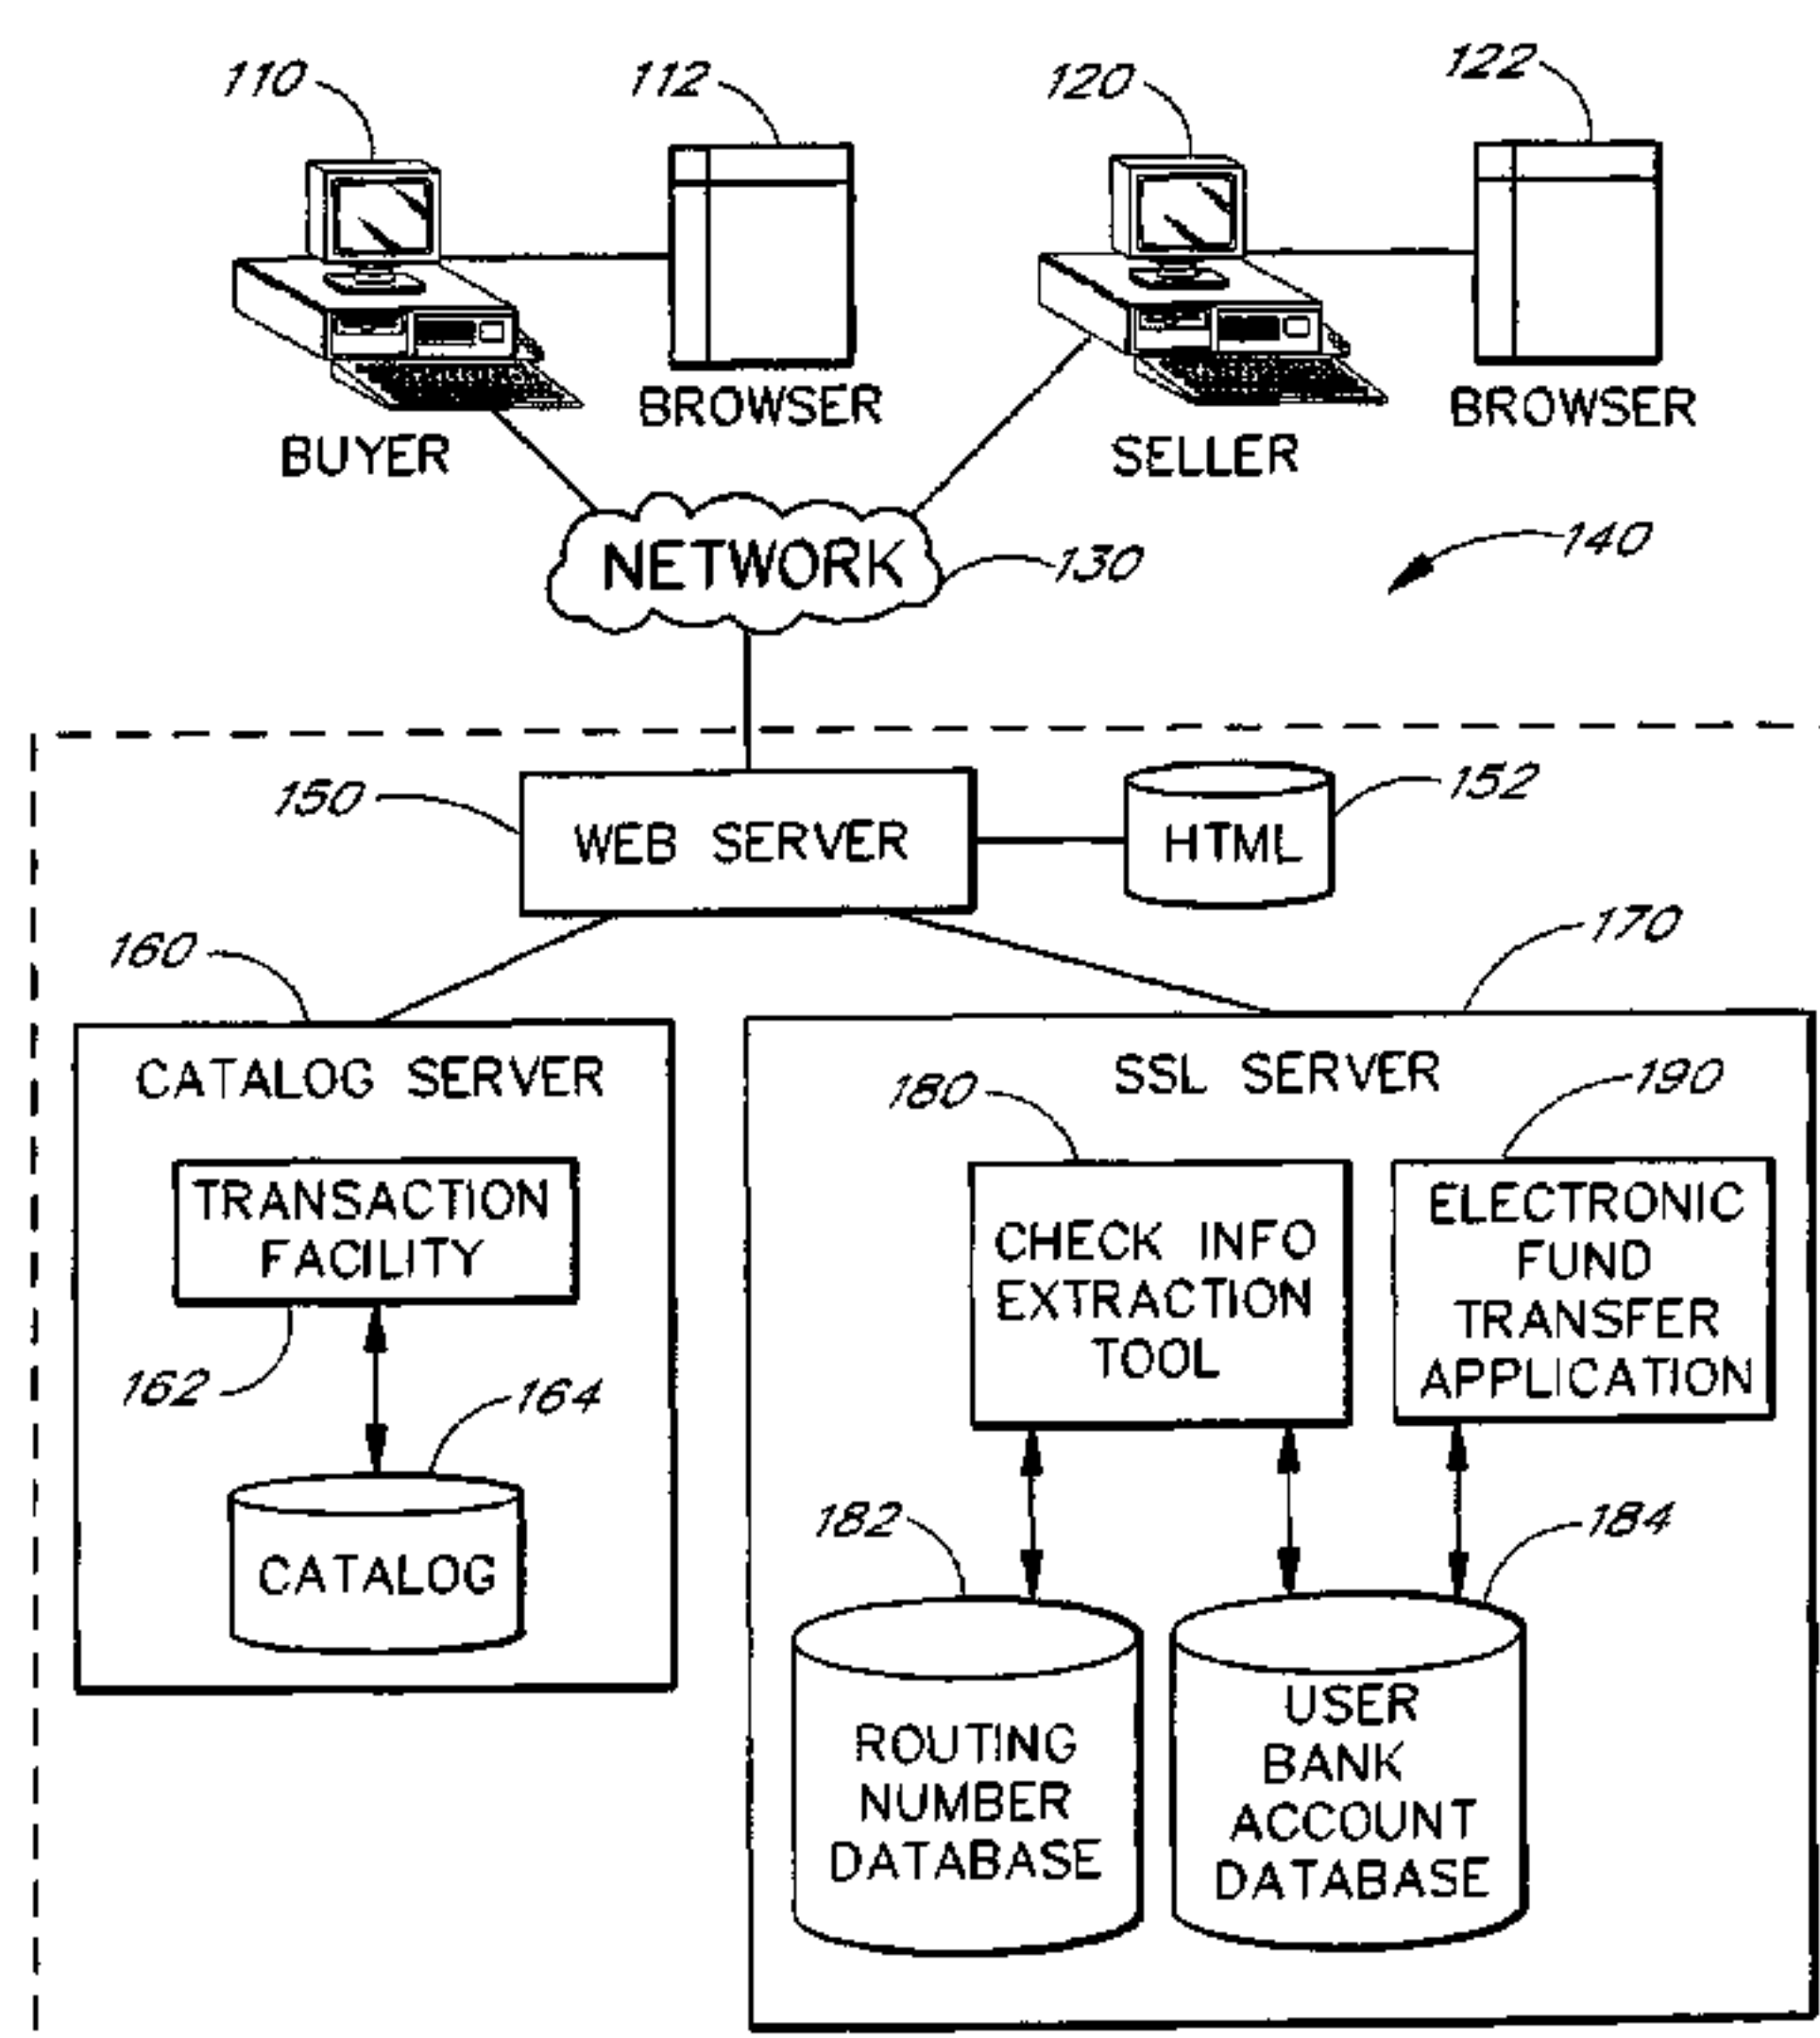 110
112
120
122
BUYER
BROWSER
SELLER
BROWSER
NETWORK
130
140
150
WEB SERVER
HTML
152
160
170
CATALOG SERVER
TRANSACTION
FACILITY
162
164
CATALOG
SSL SERVER
180
190
CHECK INFO
EXTRACTION
TOOL
ELECTRONIC
FUND
TRANSFER
APPLICATION
182
184
ROUTING
NUMBER
DATABASE
USER
BANK
ACCOUNT
DATABASE